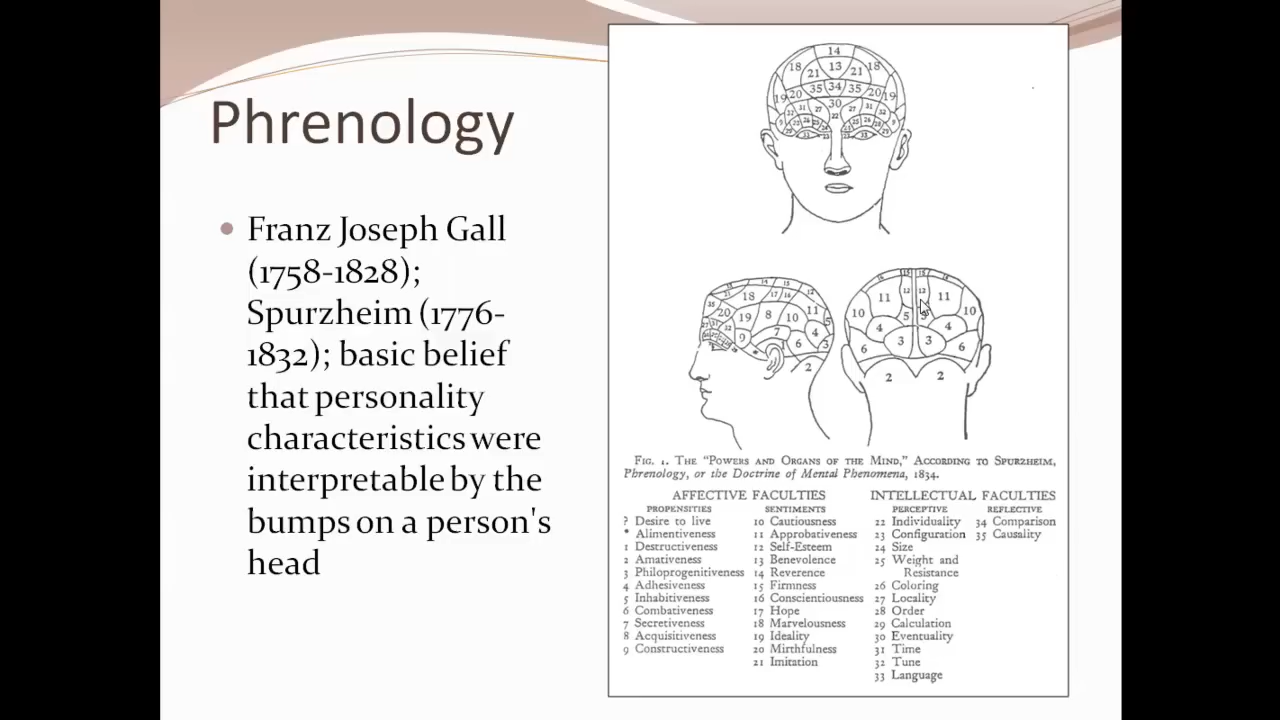 Phrenology
• Franz Joseph Gall
(1758-1828);
Spurzheim (1776-
1832); basic belief
that personality
characteristics were
interpretable by the
bumps on a person's
head
FIG. 1. THE "POWERS AND ORGANS OF THE MIND," ACCORDING TO SPURZHEIM,
Phrenology, or the Doctrine of Mental Phenomena, 1834.
AFFECTIVE FACULTIES
PROPENSITIES
? Desire to live
* Alimentiveness
1 Destructiveness
2 Amativeness
3 Philoprogenitiveness
4 Adhesiveness
5 Inhabitiveness
6 Combativeness
7 Secretiveness
8 Acquisitiveness
9 Constructiveness
SENTIMENTS
10 Cautiousness
11 Approbativeness
12 Self-Esteem
13 Benevolence
14 Reverence
15 Firmness
16 Conscientiousness
17 Hope
18 Marvelousness
19 Ideality
20 Mirthfulness
21 Imitation
INTELLECTUAL FACULTIES
PERCEPTIVE
22 Individuality
23 Configuration
24 Size
25 Weight and
Resistance
26 Coloring
27 Locality
28 Order
29 Calculation
30 Eventuality
31 Time
32 Tune
33 Language
REFLECTIVE
34 Comparison
35 Causality